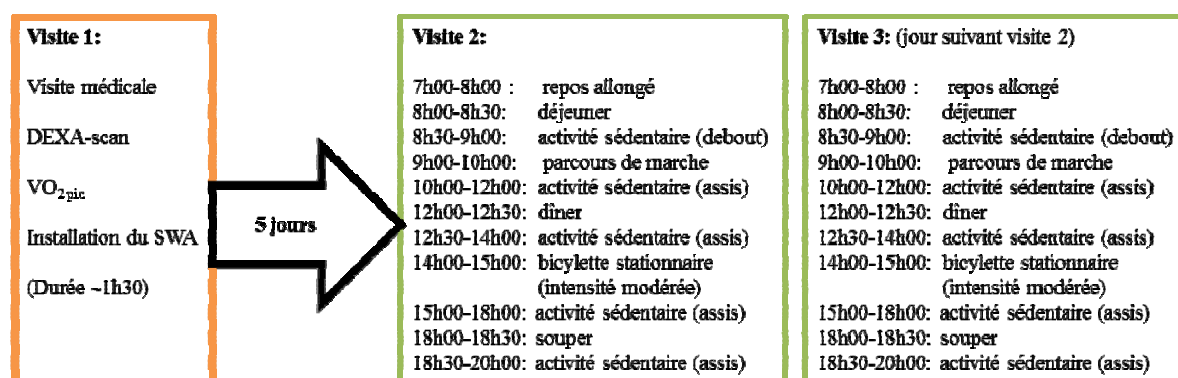 Visite 1:
Visite médicale
DEXA-scan
VO2pic
Installation du SWA
(Durée ~1h30)
5 jours
Visite 2:
7h00-8h00 : repos allongé
8h00-8h30: déjeuner
8h30-9h00: activité sédentaire (debout)
9h00-10h00: parcours de marche
10h00-12h00: activité sédentaire (assis)
12h00-12h30: dîner
12h30-14h00: activité sédentaire (assis)
14h00-15h00: bicylette stationnaire
(intensité modérée)
15h00-18h00: activité sédentaire (assis)
18h00-18h30: souper
18h30-20h00: activité sédentaire (assis)
Visite 3: (jour suivant visite 2)
7h00-8h00 : repos allongé
8h00-8h30: déjeuner
8h30-9h00: activité sédentaire (debout)
9h00-10h00: parcours de marche
10h00-12h00: activité sédentaire (assis)
12h00-12h30: dîner
12h30-14h00: activité sédentaire (assis)
14h00-15h00: bicylette stationnaire
(intensité modérée)
15h00-18h00: activité sédentaire (assis)
18h00-18h30: souper
18h30-20h00: activité sédentaire (assis)